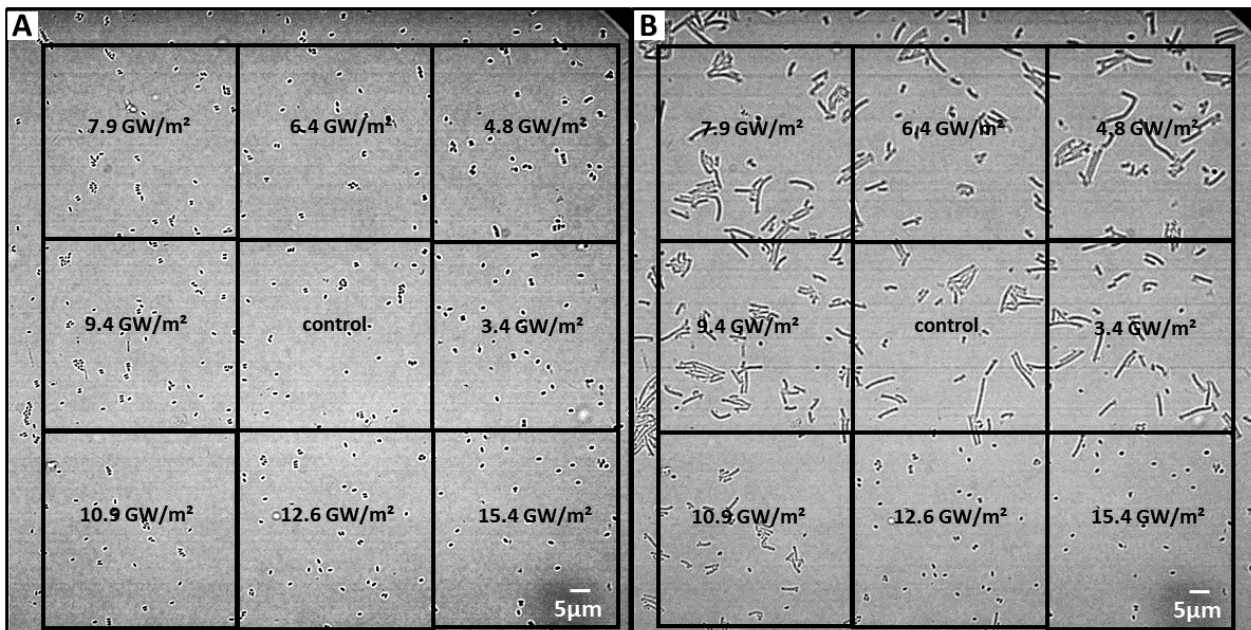 A
7.9 GW/m²
6.4 GW/m²
4.8 GW/m²
9.4 GW/m²
control
3.4 GW/m²
10.9 GW/m²
12.6 GW/m²
15.4 GW/m²
5µm
B
7.9 GW/m²
6.4 GW/m²
4.8 GW/m²
9.4 GW/m²
control
3.4 GW/m²
10.9 GW/m²
12.6 GW/m²
15.4 GW/m²
5µm